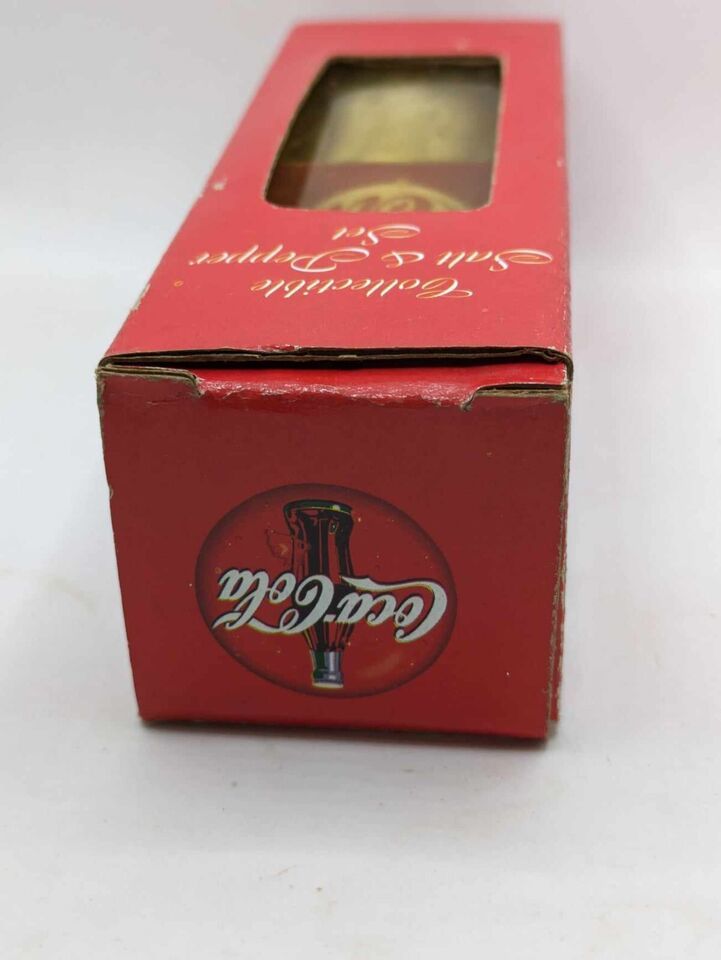 Collectible
Salt & Pepper
Set
Coca-Cola